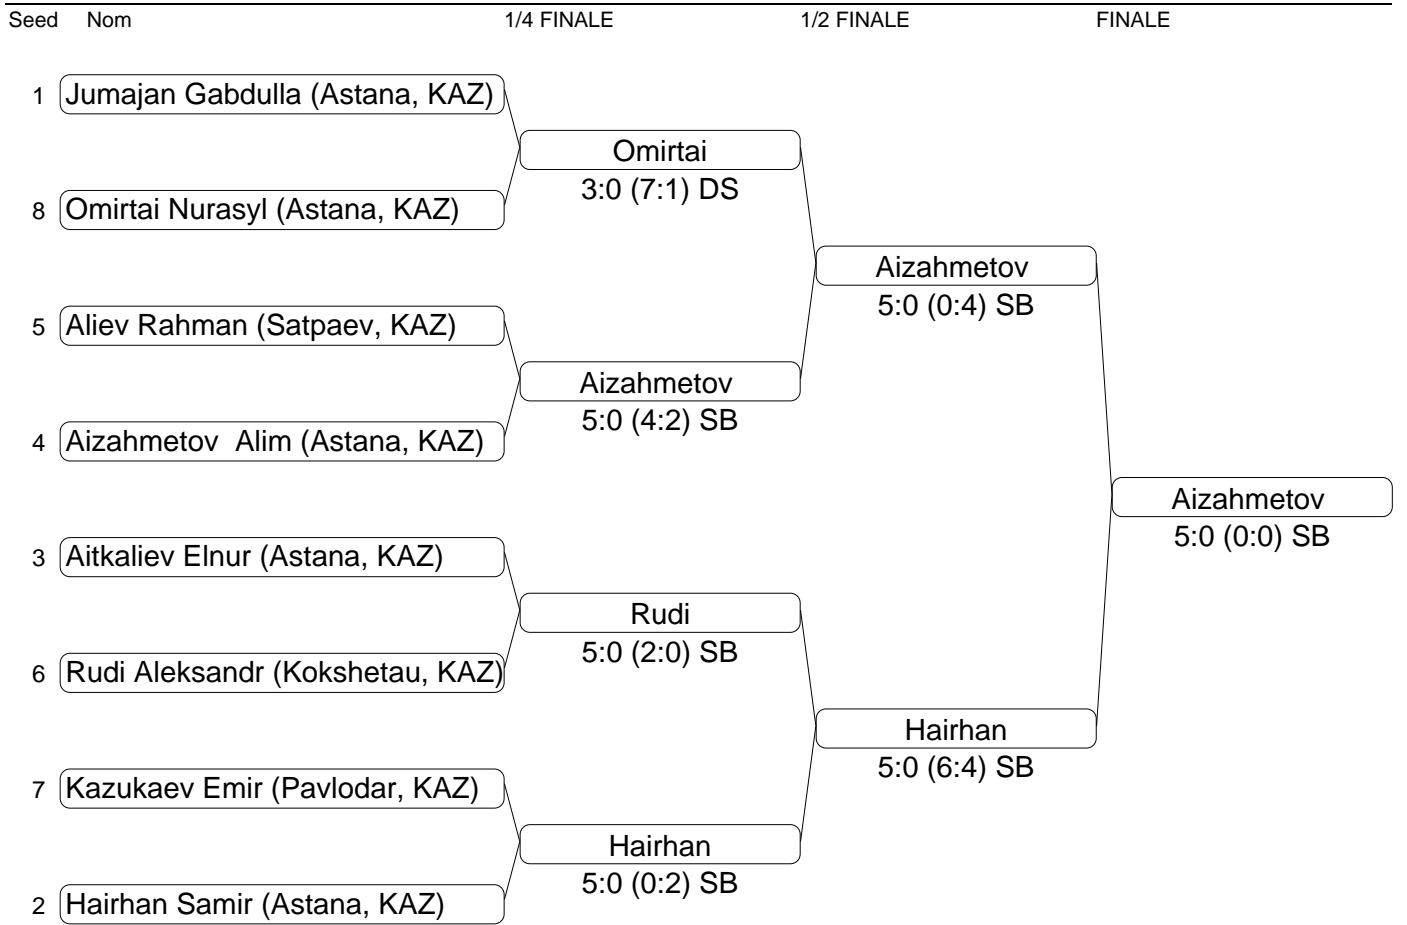 Seed Nom 1/4 FINALE 1/2 FINALE FINALE
1 Jumajan Gabdulla (Astana, KAZ)
Omirtai
3:0 (7:1) DS
8 Omirtai Nurasyl (Astana, KAZ)
Aizahmetov
5:0 (0:4) SB
5 Aliev Rahman (Satpaev, KAZ)
Aizahmetov
5:0 (4:2) SB
4 Aizahmetov  Alim (Astana, KAZ)
Aizahmetov
5:0 (0:0) SB
3 Aitkaliev Elnur (Astana, KAZ)
Rudi
5:0 (2:0) SB
6 Rudi Aleksandr (Kokshetau, KAZ)
Hairhan
5:0 (6:4) SB
7 Kazukaev Emir (Pavlodar, KAZ)
Hairhan
5:0 (0:2) SB
2 Hairhan Samir (Astana, KAZ)